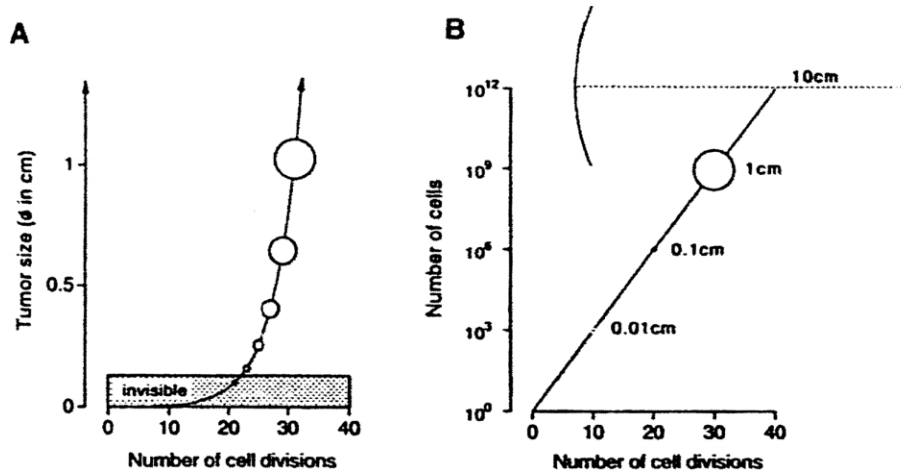 A
Tumor size (ø in cm)
1
0.5
0
invisible
0 10 20 30 40
Number of cell divisions
B
Number of cells
10¹²
10⁹
10⁶
10³
10⁰
10cm
1cm
0.1cm
0.01cm
0 10 20 30 40
Number of cell divisions